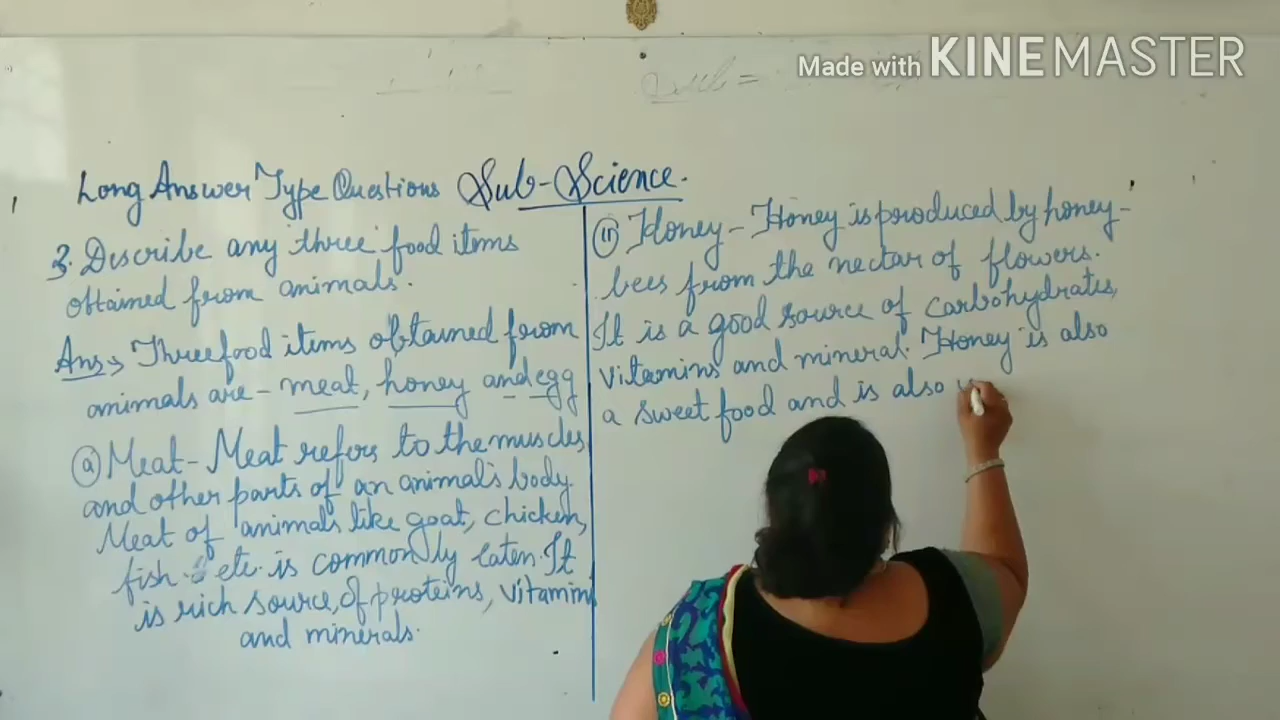 Made with KINEMASTER
Long Answer Type Questions Sub-Science.
3. Describe any three food items
obtained from animals.
Ans→ Three food items obtained from
animals are - meat, honey and egg
(a) Meat - Meat refers to the muscles
and other parts of an animal's body.
Meat of animals like goat, chicken,
fish. etc. is commonly eaten. It
is rich source, of proteins, vitamins
and minerals.
(ii) Honey - Honey is produced by honey-
bees from the nectar of flowers.
It is a good source of carbohydrates,
vitamins and mineral. Honey is also
a sweet food and is also